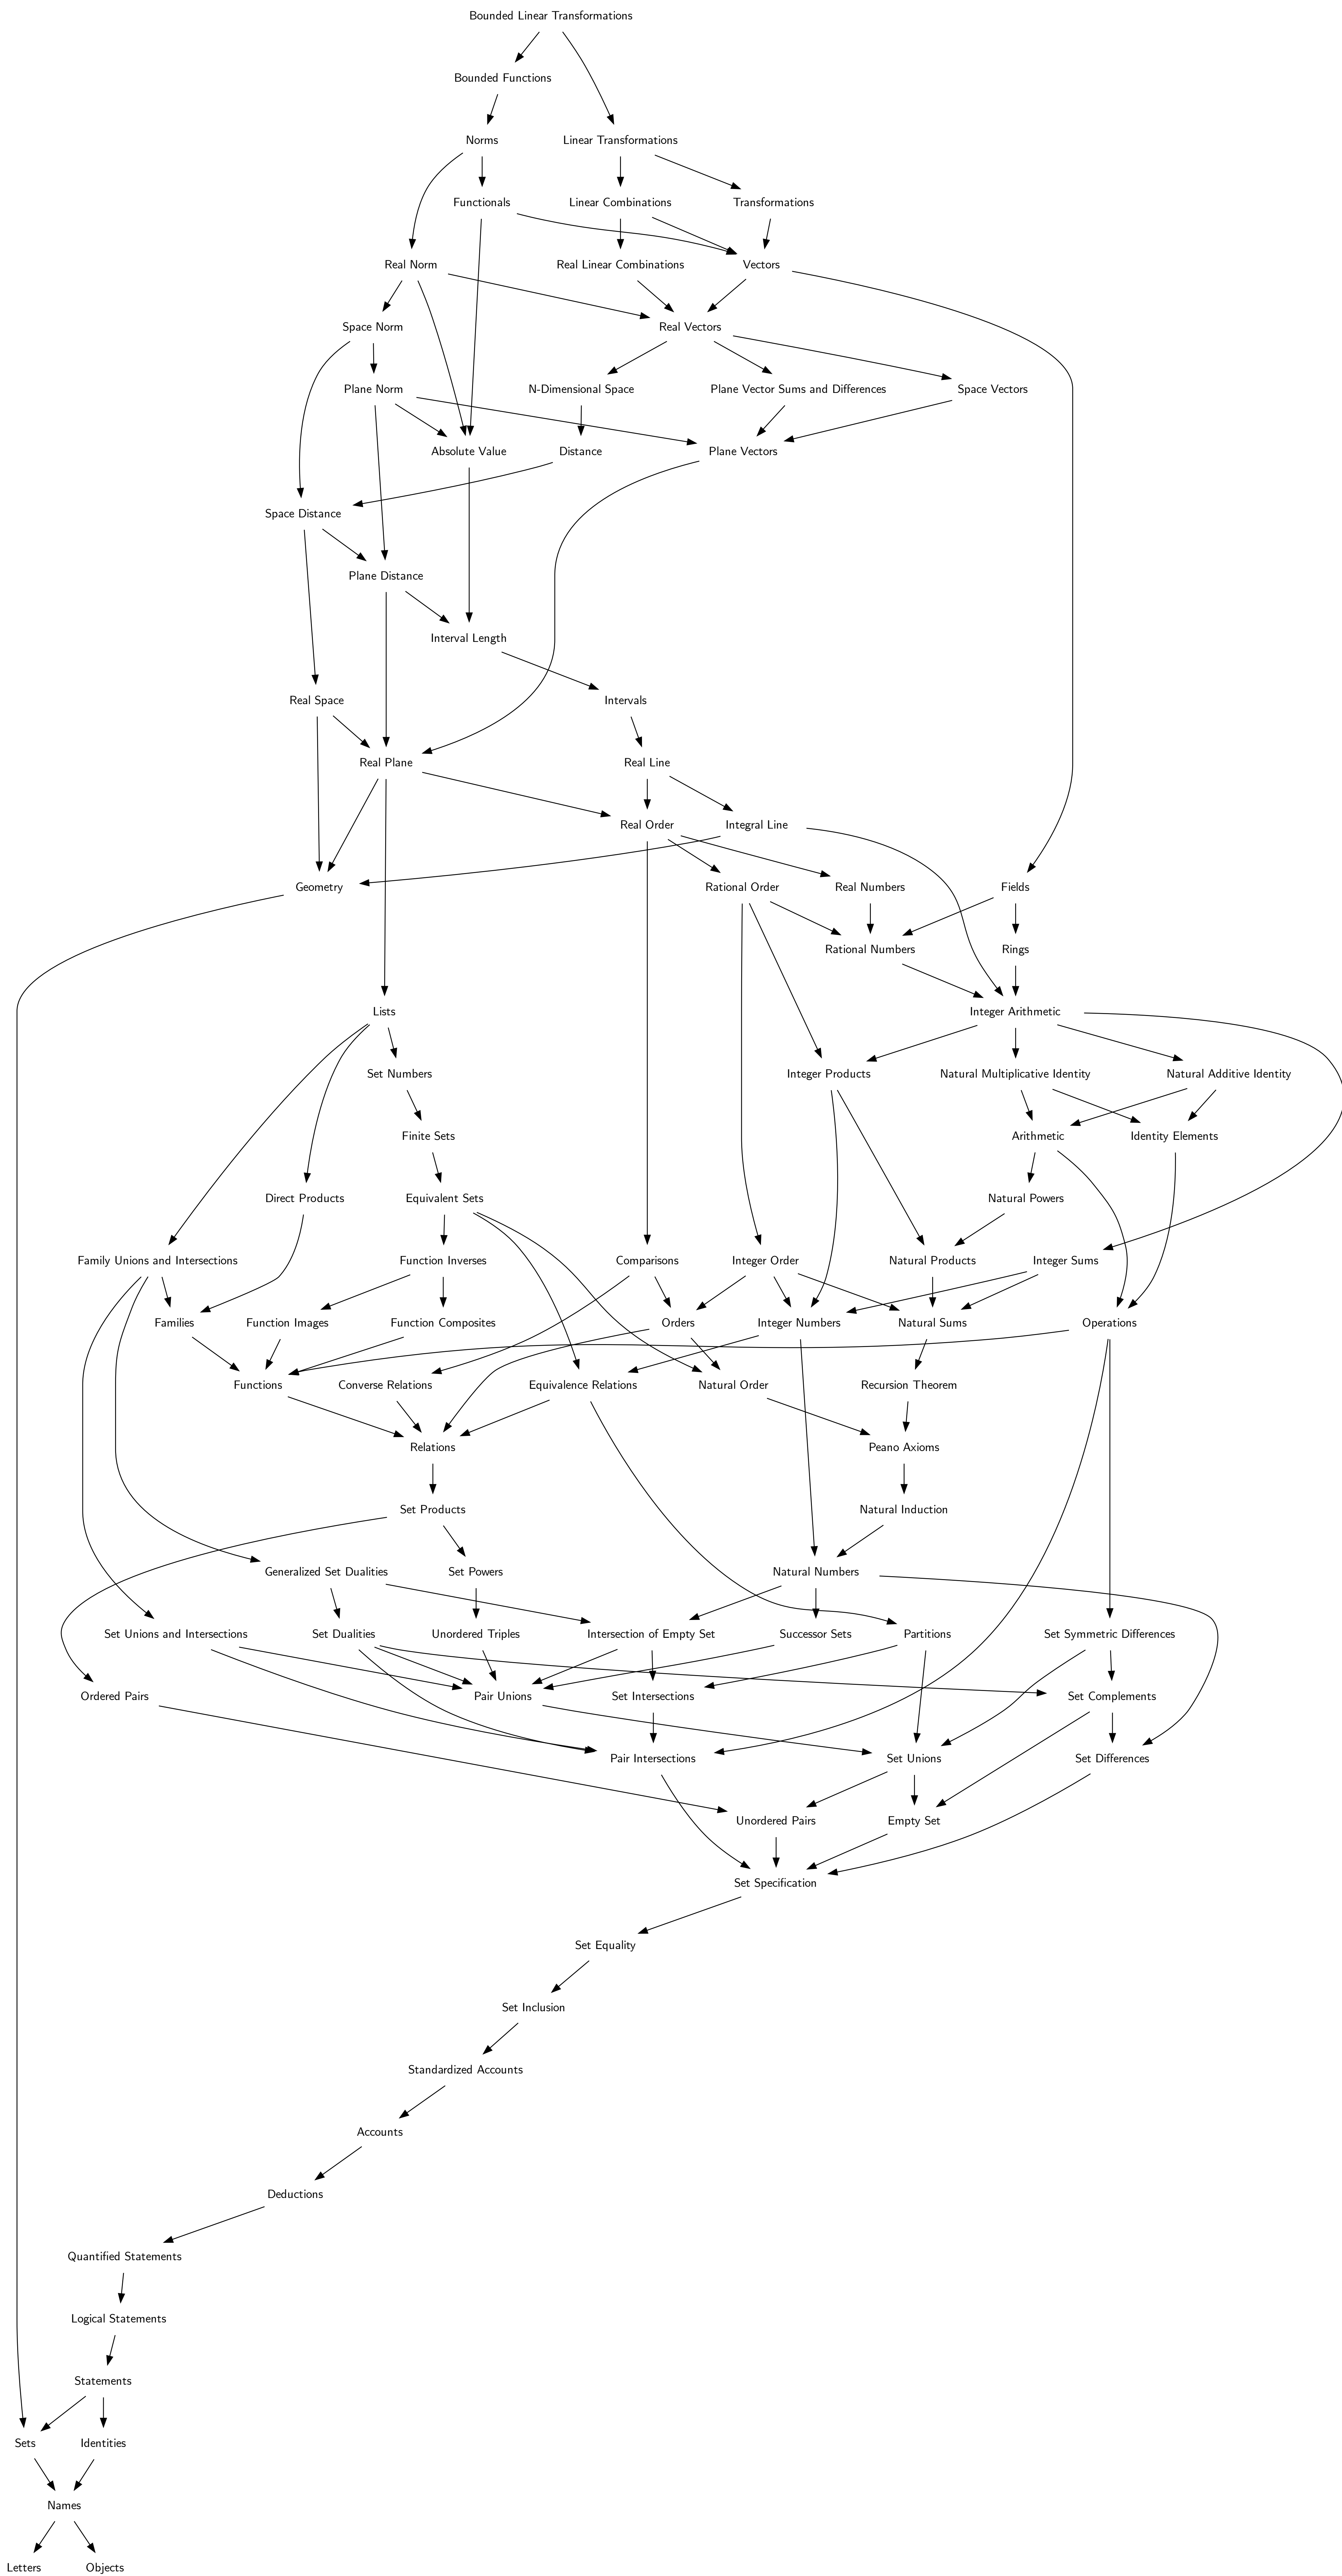 Bounded Linear Transformations
Bounded Functions
Norms
Linear Transformations
Functionals
Linear Combinations
Transformations
Real Norm
Real Linear Combinations
Vectors
Space Norm
Real Vectors
Plane Norm
N-Dimensional Space
Plane Vector Sums and Differences
Space Vectors
Absolute Value
Distance
Plane Vectors
Space Distance
Plane Distance
Interval Length
Real Space
Intervals
Real Plane
Real Line
Real Order
Integral Line
Geometry
Rational Order
Real Numbers
Fields
Rational Numbers
Rings
Lists
Integer Arithmetic
Set Numbers
Integer Products
Natural Multiplicative Identity
Natural Additive Identity
Finite Sets
Arithmetic
Identity Elements
Direct Products
Equivalent Sets
Natural Powers
Family Unions and Intersections
Function Inverses
Comparisons
Integer Order
Natural Products
Integer Sums
Families
Function Images
Function Composites
Orders
Integer Numbers
Natural Sums
Operations
Functions
Converse Relations
Equivalence Relations
Natural Order
Recursion Theorem
Relations
Peano Axioms
Set Products
Natural Induction
Generalized Set Dualities
Set Powers
Natural Numbers
Set Unions and Intersections
Set Dualities
Unordered Triples
Intersection of Empty Set
Successor Sets
Partitions
Set Symmetric Differences
Ordered Pairs
Pair Unions
Set Intersections
Set Complements
Pair Intersections
Set Unions
Set Differences
Unordered Pairs
Empty Set
Set Specification
Set Equality
Set Inclusion
Standardized Accounts
Accounts
Deductions
Quantified Statements
Logical Statements
Statements
Sets
Identities
Names
Letters
Objects